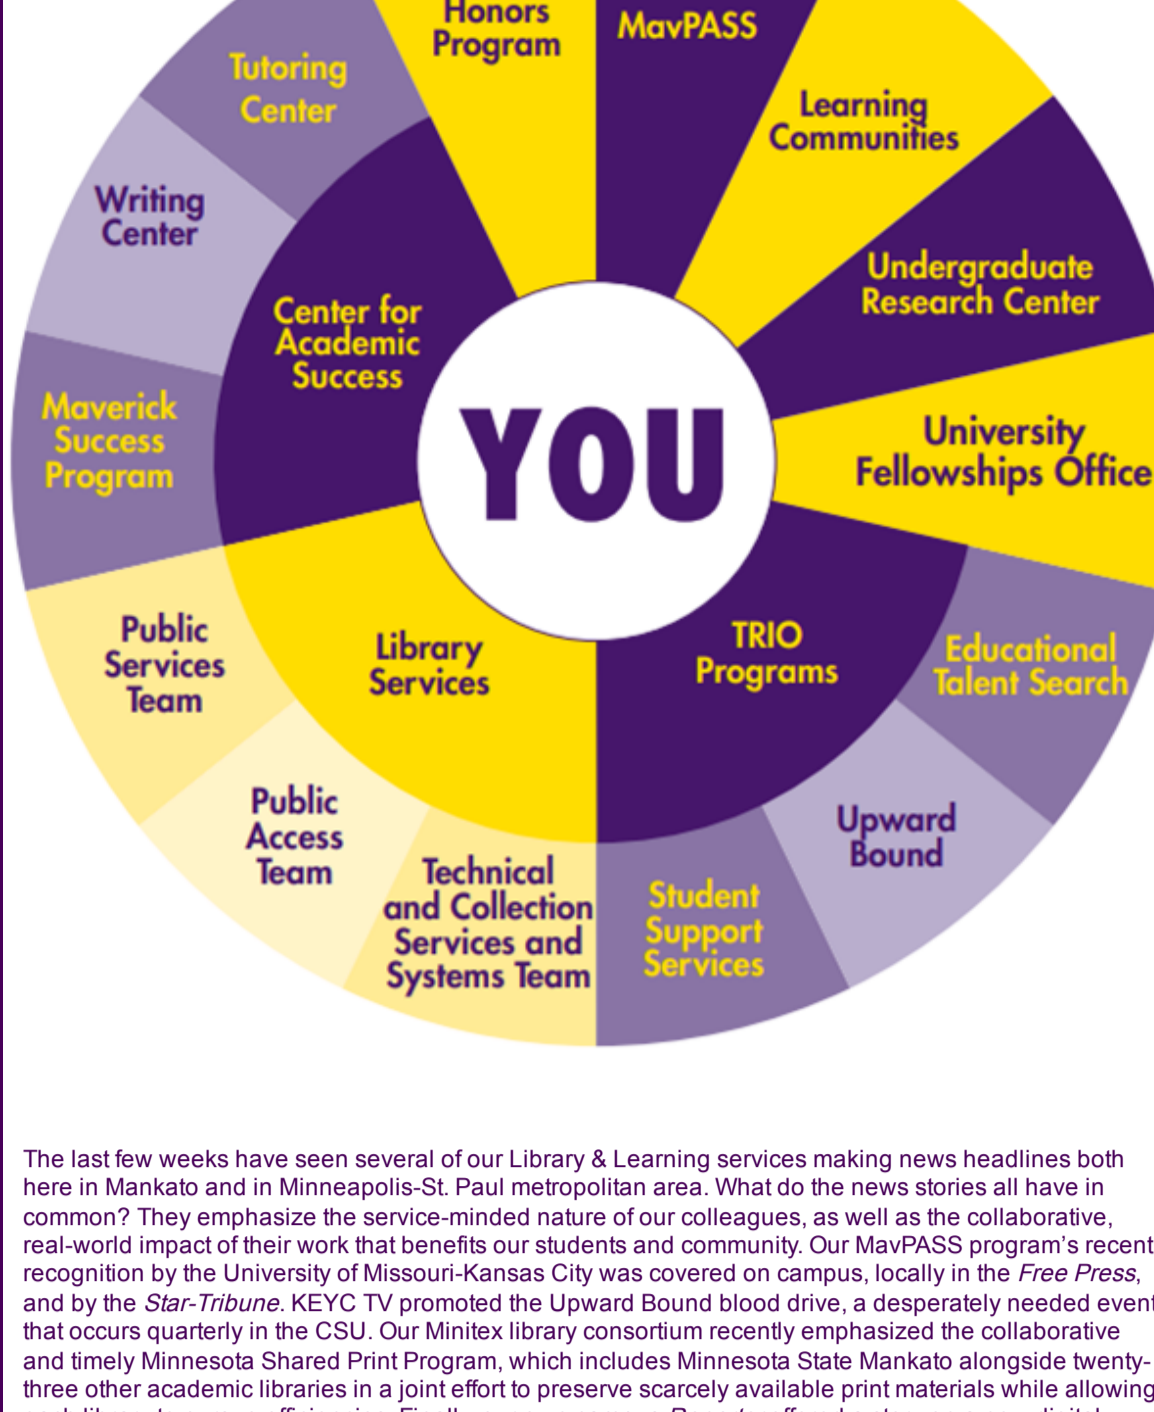 Honors
Program
MavPASS
Learning
Communities
Undergraduate
Research Center
University
Fellowships Office
Tutoring
Center
Writing
Center
Maverick
Success
Program
Center for
Academic
Success
YOU
Public
Services
Team
Library
Services
TRIO
Programs
Educational
Talent Search
Public
Access
Team
Upward
Bound
Technical
and Collection
Services and
Systems Team
Student
Support
Services
The last few weeks have seen several of our Library & Learning services making news headlines both
here in Mankato and in Minneapolis-St. Paul metropolitan area. What do the news stories all have in
common? They emphasize the service-minded nature of our colleagues, as well as the collaborative,
real-world impact of their work that benefits our students and community. Our MavPASS program's recent
recognition by the University of Missouri-Kansas City was covered on campus, locally in the Free Press,
and by the Star-Tribune. KEYC TV promoted the Upward Bound blood drive, a desperately needed event
that occurs quarterly in the CSU. Our Minitex library consortium recently emphasized the collaborative
and timely Minnesota Shared Print Program, which includes Minnesota State Mankato alongside twenty-
three other academic libraries in a joint effort to preserve scarcely available print materials while allowing